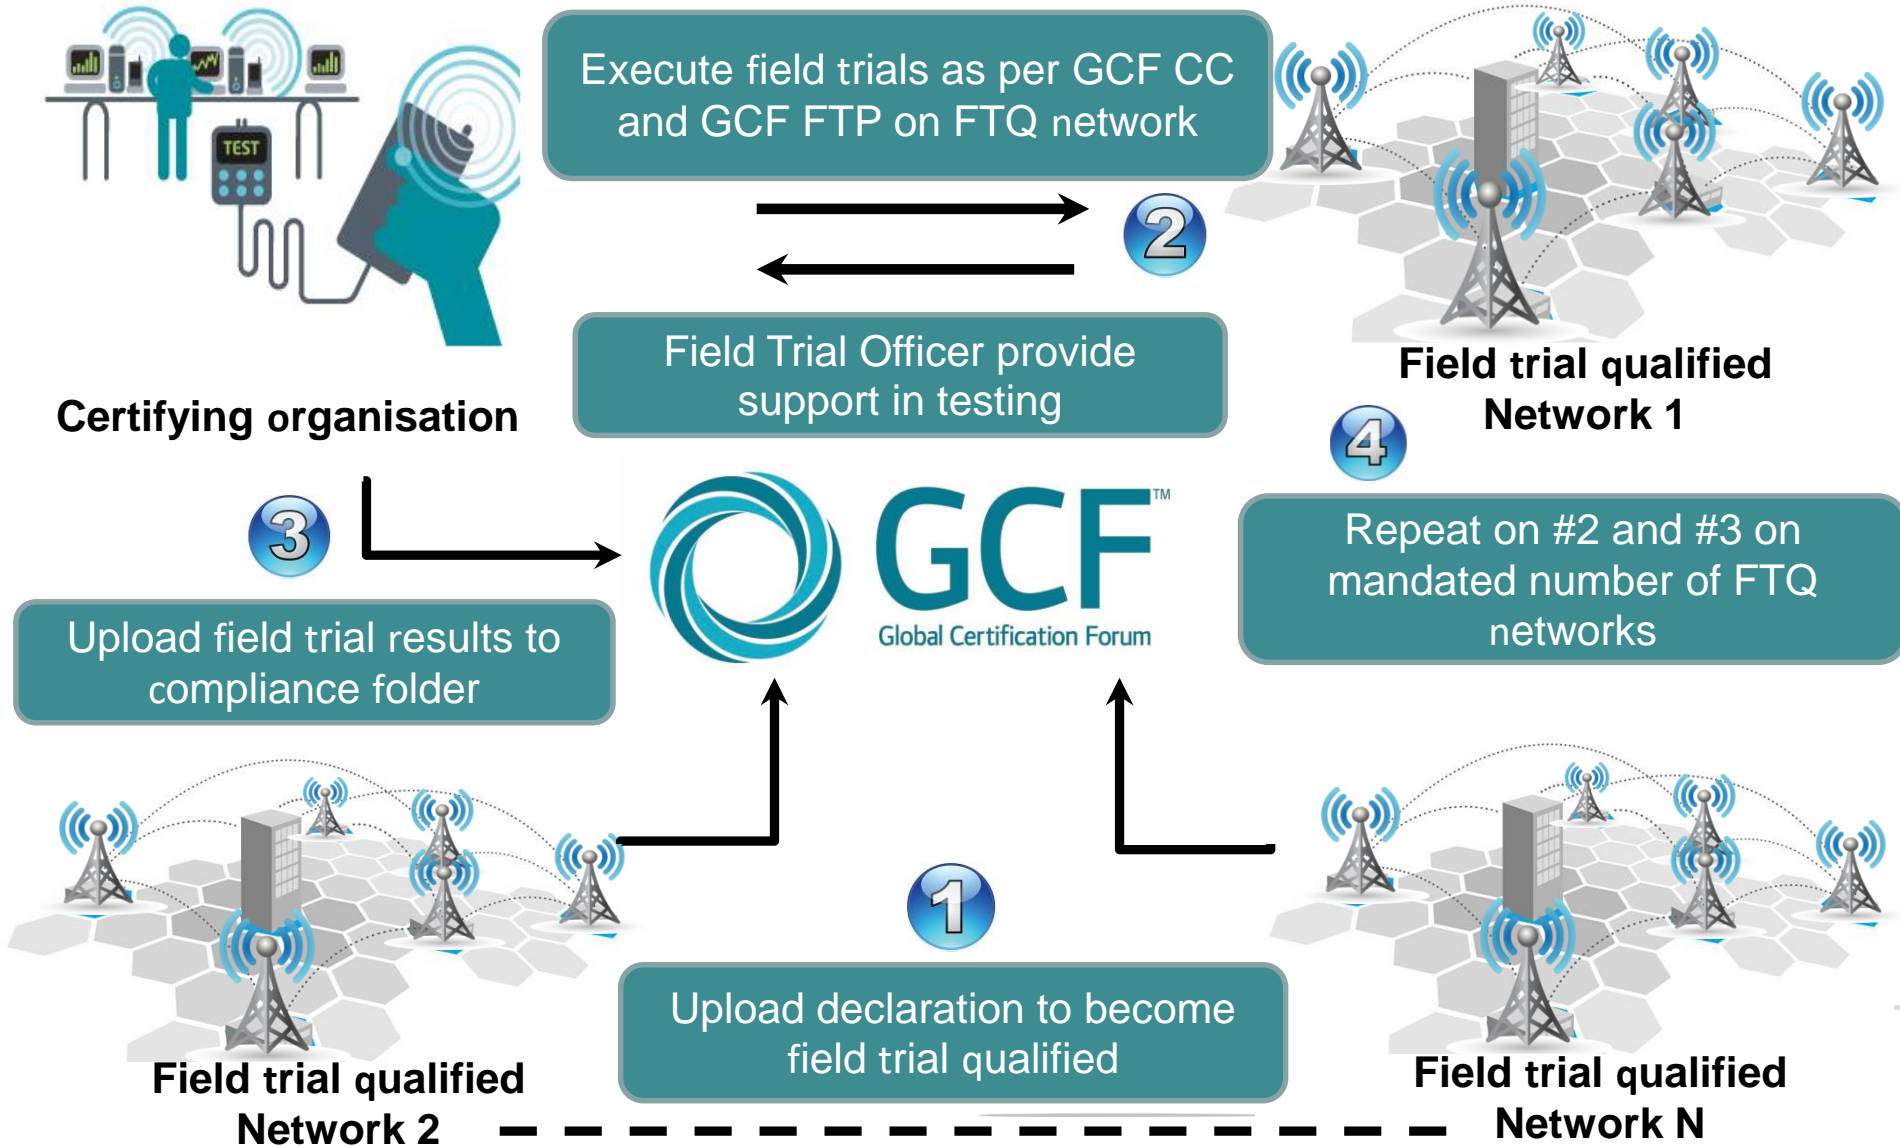 Execute field trials as per GCF CC
and GCF FTP on FTQ network
TEST
2
Field Trial Officer provide
support in testing
Field trial qualified
Network 1
Certifying organisation
4
3
GCF™
Global Certification Forum
Repeat on #2 and #3 on
mandated number of FTQ
networks
Upload field trial results to
compliance folder
1
Upload declaration to become
field trial qualified
Field trial qualified
Network 2
Field trial qualified
Network N